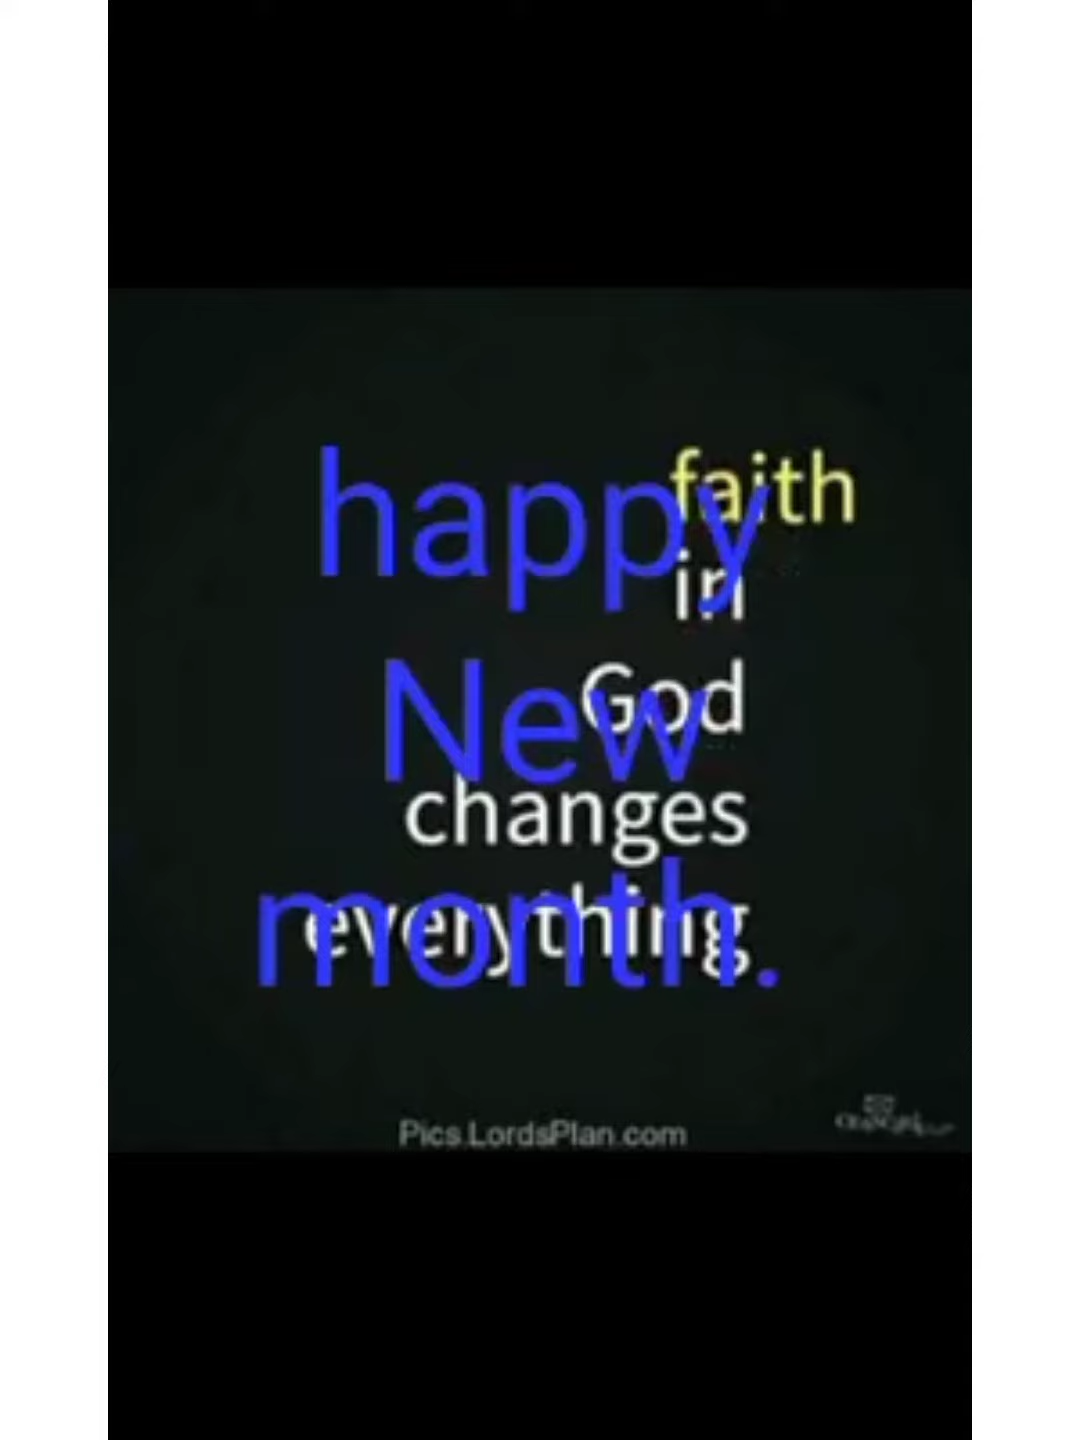 happy
New
month.
faith
in
God
changes
everything
Pics.LordsPlan.com